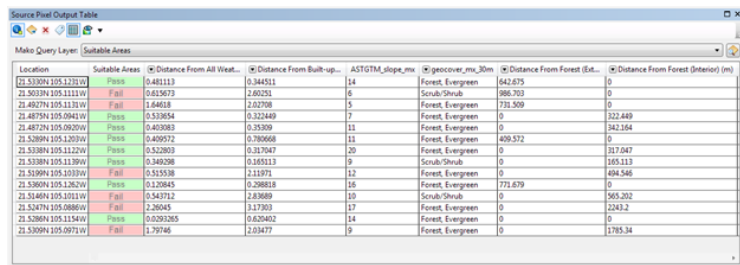 Source Pixel Output Table
Mako Query Layer: Suitable Areas
Location Suitable Areas Distance From All Weat... Distance From Built-up... ASTGTM_slope_mx geocover_mx_30m Distance From Forest (Ext... Distance From Forest (Interior) (m)
21.5330N 105.1231W Pass 0.481113 0.344511 14 Forest, Evergreen 642.675 0
21.5033N 105.1111W Fail 0.615673 2.60251 6 Scrub/Shrub 986.703 0
21.4927N 105.1131W Fail 1.64618 2.02708 5 Forest, Evergreen 731.509 0
21.4875N 105.0941W Pass 0.533654 0.322449 7 Forest, Evergreen 0 322.449
21.4872N 105.0920W Pass 0.403083 0.35309 11 Forest, Evergreen 0 342.164
21.5289N 105.1203W Pass 0.409572 0.780668 11 Forest, Evergreen 409.572 0
21.5338N 105.1122W Pass 0.522803 0.317047 20 Forest, Evergreen 0 317.047
21.5338N 105.1139W Pass 0.349298 0.165113 9 Scrub/Shrub 0 165.113
21.5199N 105.1033W Fail 0.515538 2.11971 12 Forest, Evergreen 0 494.546
21.5360N 105.1262W Pass 0.120845 0.298818 16 Forest, Evergreen 771.679 0
21.5146N 105.1011W Fail 0.543712 2.83689 10 Scrub/Shrub 0 565.202
21.5247N 105.0886W Fail 2.26045 3.17303 17 Forest, Evergreen 0 2243.2
21.5286N 105.1154W Pass 0.0293265 0.620402 14 Forest, Evergreen 0 0
21.5309N 105.0971W Fail 1.79746 2.03477 9 Forest, Evergreen 0 1785.34